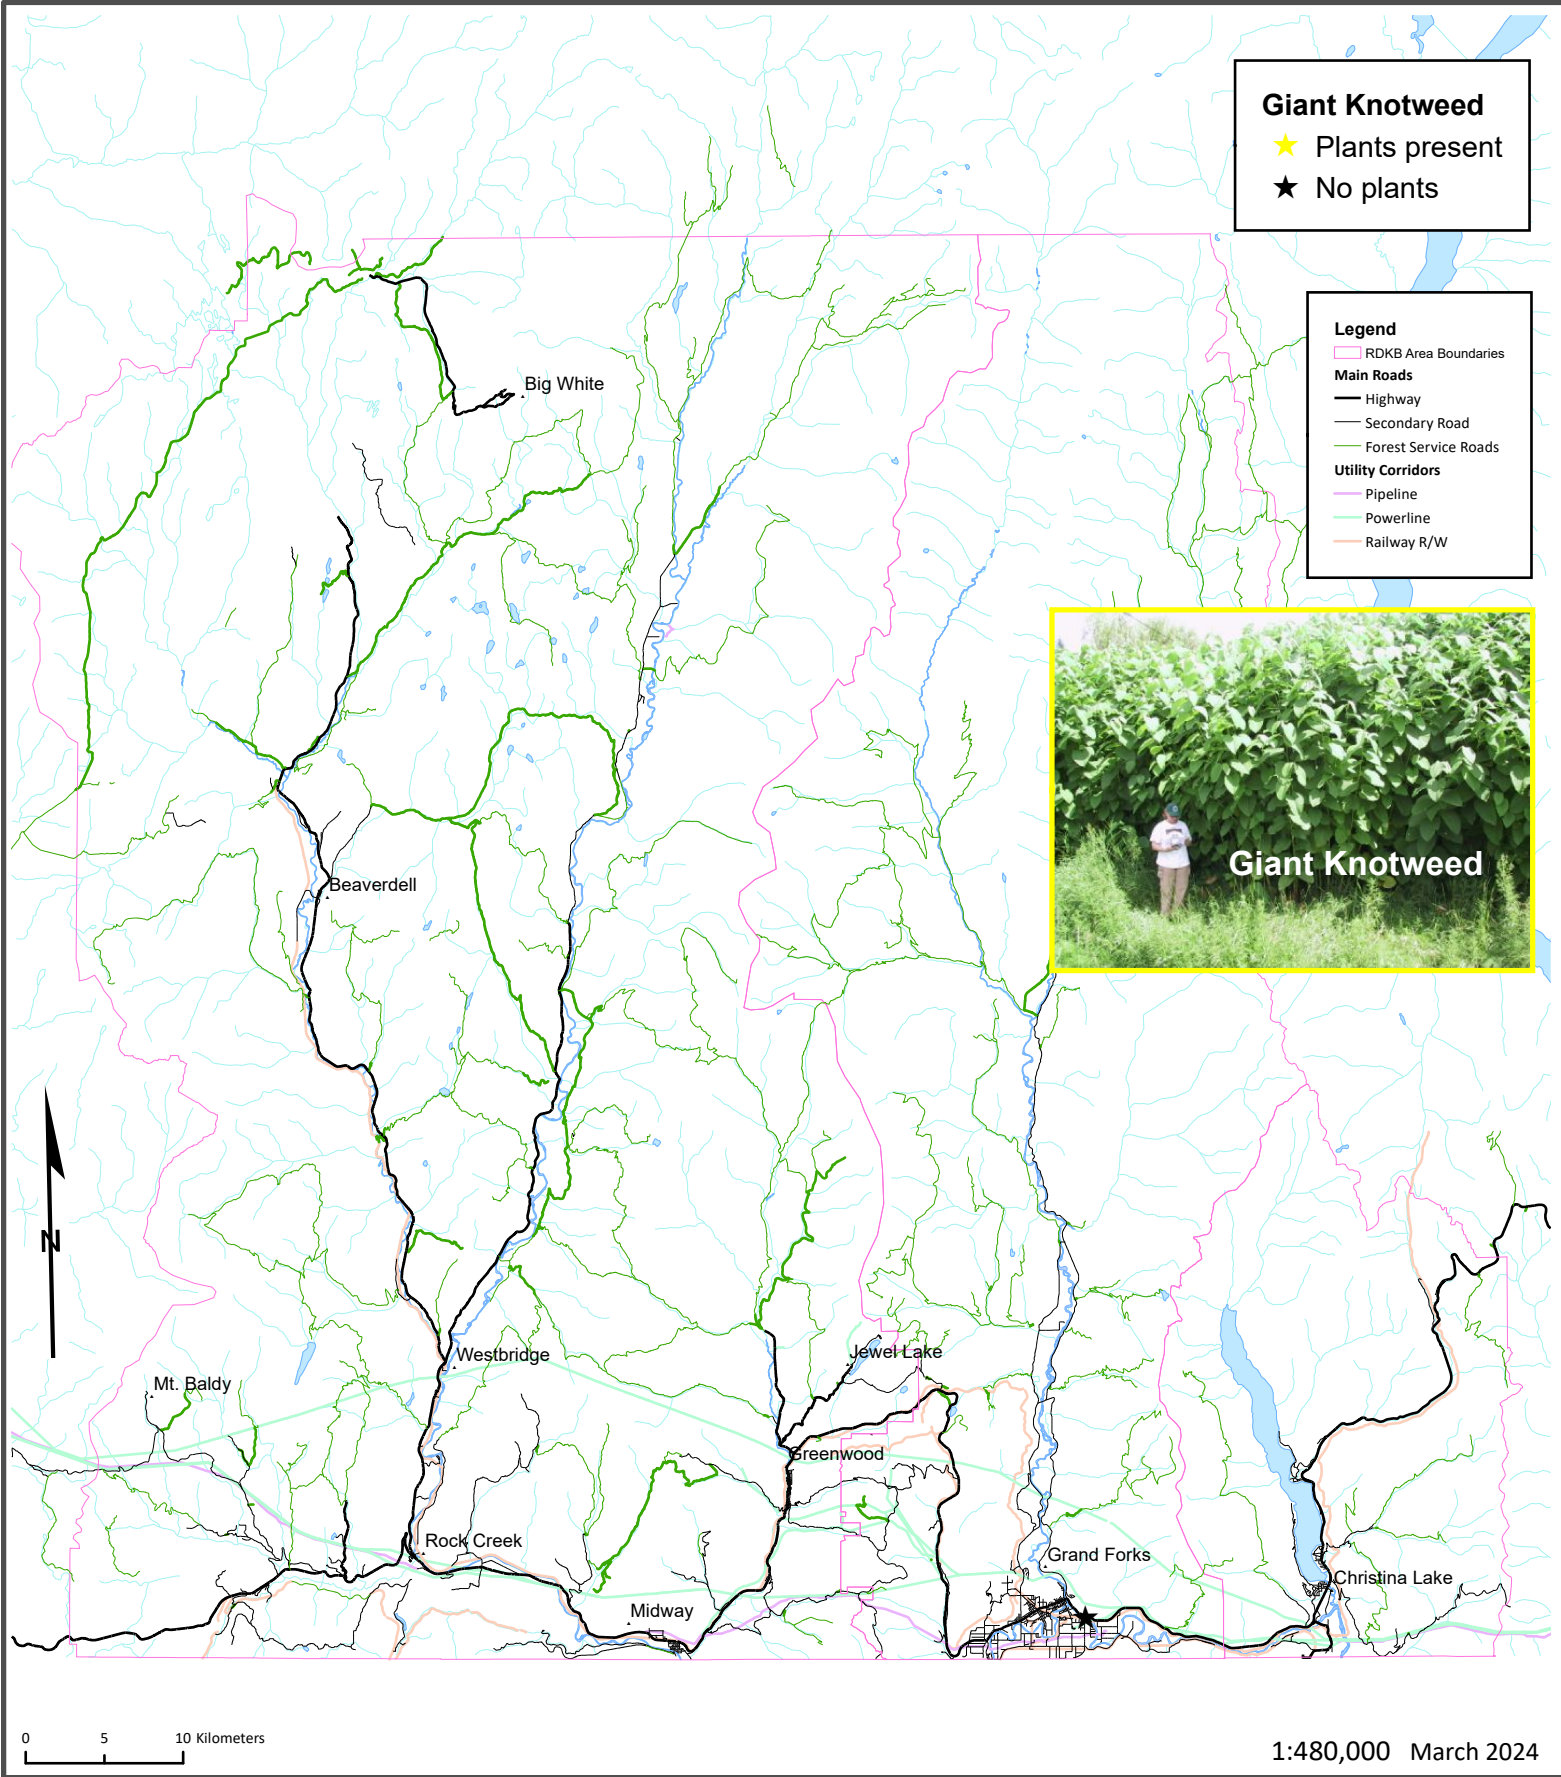 Giant Knotweed
Plants present
No plants
Legend
RDKB Area Boundaries
Main Roads
Highway
Secondary Road
Forest Service Roads
Utility Corridors
Pipeline
Powerline
Railway R/W
Big White
Giant Knotweed
Beaverdell
N
Westbridge
Jewel Lake
Mt. Baldy
Greenwood
Rock Creek
Grand Forks
Christina Lake
Midway
0 5 10 Kilometers
1:480,000 March 2024